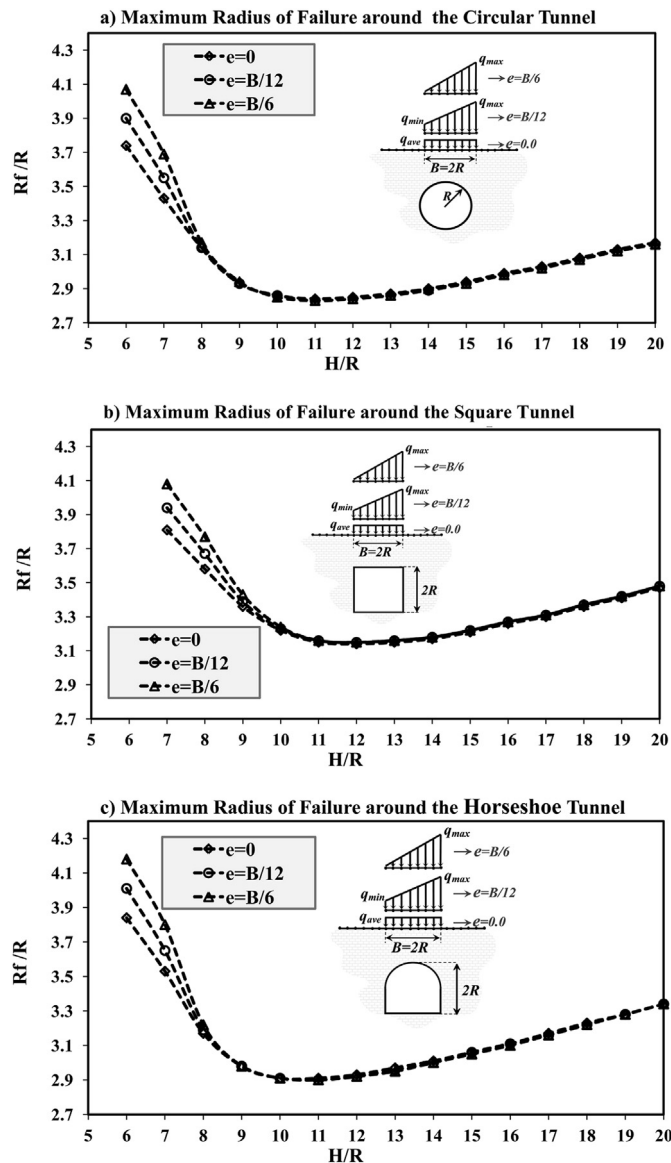 a) Maximum Radius of Failure around the Circular Tunnel
4.3
4.1
3.9
3.7
3.5
3.3
3.1
2.9
2.7
Rf /R
e=0
e=B/12
e=B/6
qmax
e=B/6
qmin
qmax
e=B/12
qave
e=0.0
B=2R
R
5 6 7 8 9 10 11 12 13 14 15 16 17 18 19 20
H/R
b) Maximum Radius of Failure around the Square Tunnel
4.3
4.1
3.9
3.7
3.5
3.3
3.1
2.9
2.7
Rf /R
qmax
e=B/6
qmin
qmax
e=B/12
qave
e=0.0
B=2R
2R
e=0
e=B/12
e=B/6
5 6 7 8 9 10 11 12 13 14 15 16 17 18 19 20
H/R
c) Maximum Radius of Failure around the Horseshoe Tunnel
4.3
4.1
3.9
3.7
3.5
3.3
3.1
2.9
2.7
Rf /R
e=0
e=B/12
e=B/6
qmax
e=B/6
qmin
qmax
e=B/12
qave
e=0.0
B=2R
2R
5 6 7 8 9 10 11 12 13 14 15 16 17 18 19 20
H/R